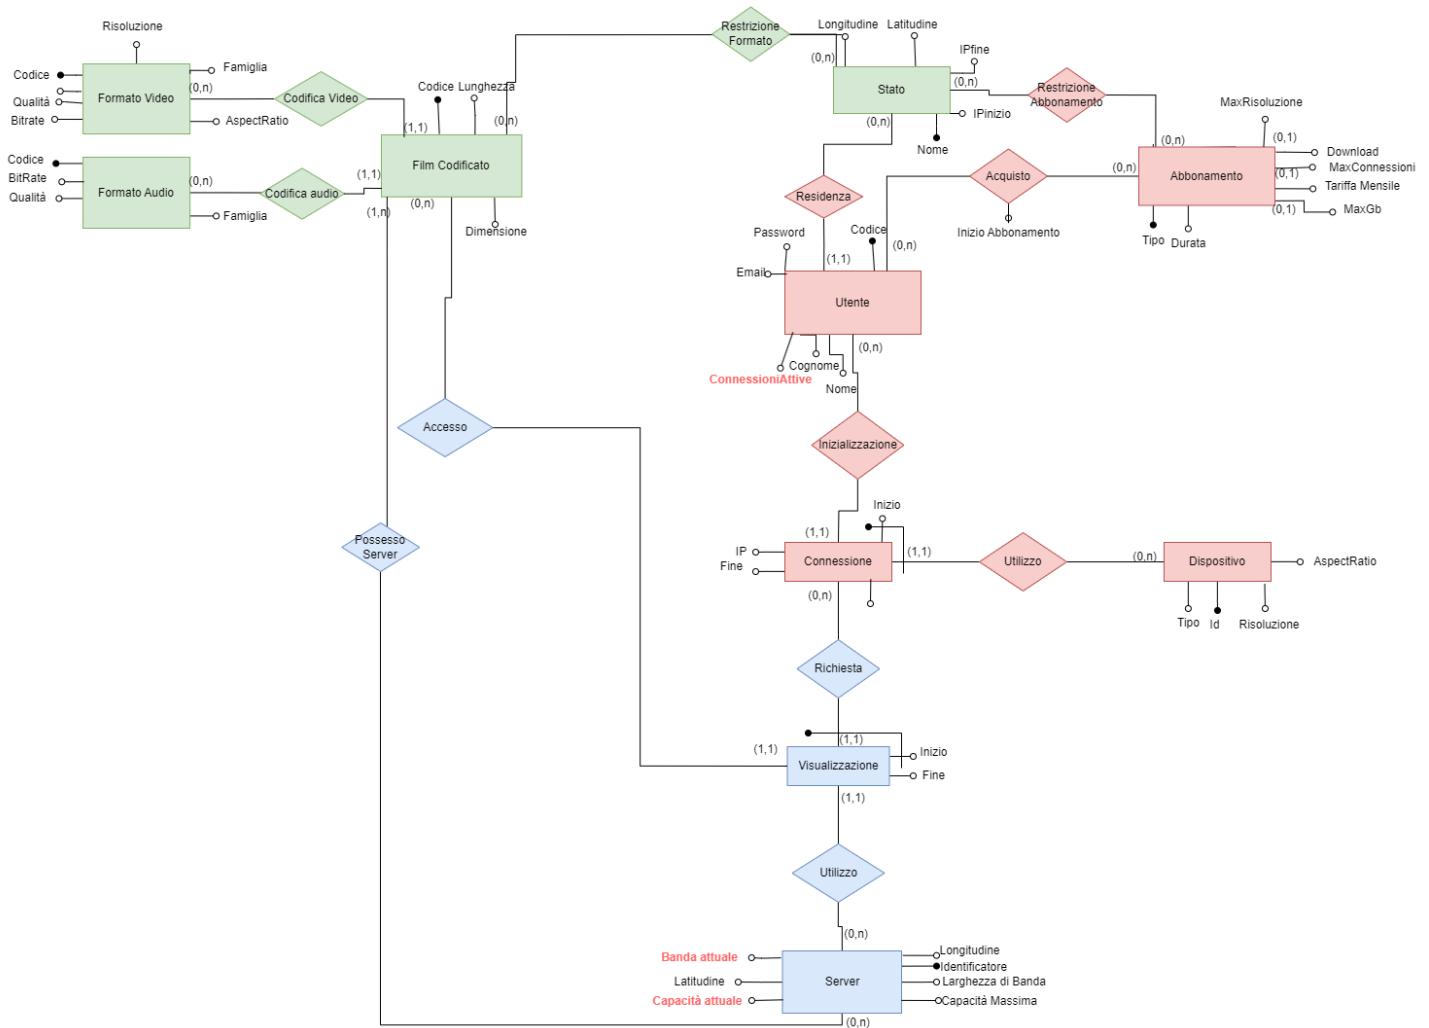 Risoluzione
Codice
Famiglia
Formato Video
(0,n)
Codifica Video
Qualità
Bitrate
AspectRatio
Codice
BitRate
Qualità
Formato Audio
(0,n)
Codifica audio
Famiglia
Codice
Lunghezza
(0,n)
(1,1)
(1,1)
Film Codificato
(1,n)
(0,n)
Dimensione
Restrizione
Formato
Longitudine
Latitudine
(0,n)
IPfine
(0,n)
Stato
IPinizio
(0,n)
Nome
Restrizione
Abbonamento
MaxRisoluzione
(0,n)
(0,1)
Download
MaxConnessioni
(0,1)
Tariffa Mensile
(0,1)
MaxGb
(0,n)
Abbonamento
Tipo
Durata
Acquisto
Inizio Abbonamento
Residenza
Password
Codice
(0,n)
(1,1)
Email
Utente
(0,n)
Cognome
ConnessioniAttive
Nome
Accesso
Inizializzazione
Inizio
(1,1)
(1,1)
IP
Fine
Connessione
Utilizzo
(0,n)
Dispositivo
AspectRatio
Tipo
Id
Risoluzione
(0,n)
Possesso
Server
Richiesta
(1,1)
(1,1)
Inizio
Visualizzazione
Fine
(1,1)
Utilizzo
(0,n)
Banda attuale
Longitudine
Identificatore
Latitudine
Server
Larghezza di Banda
Capacità attuale
Capacità Massima
(0,n)